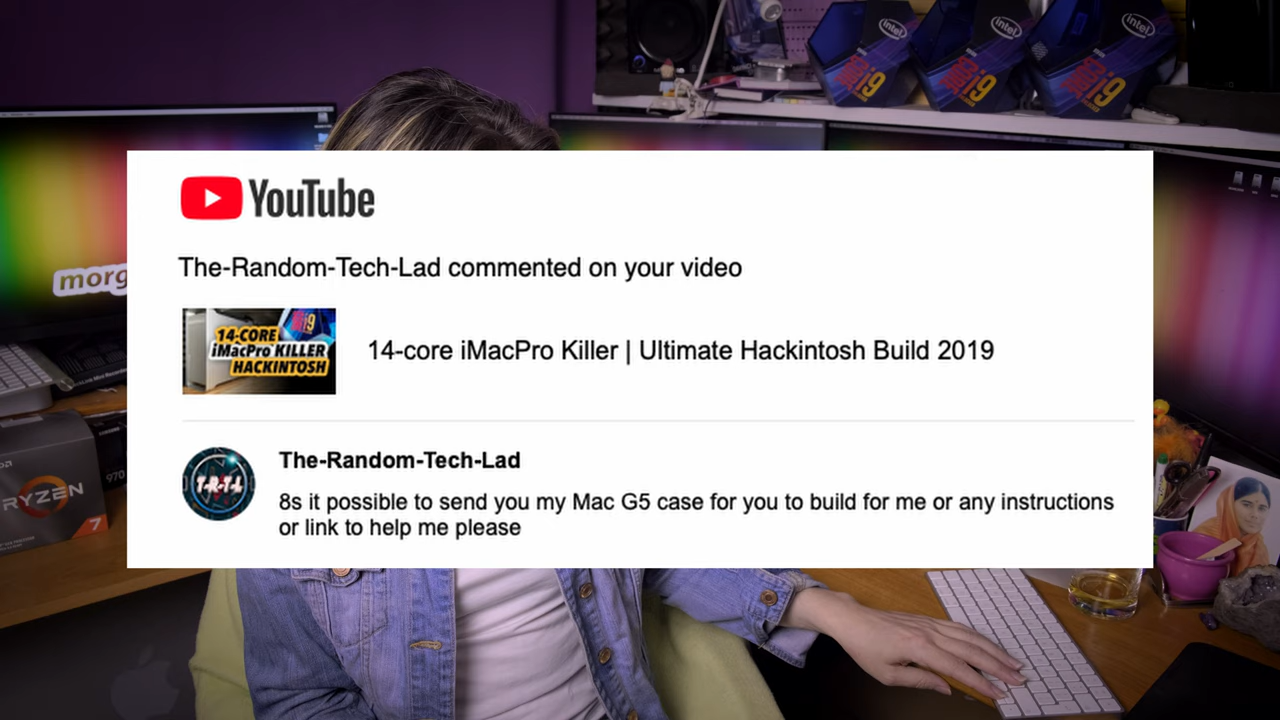 intel intel intel
i9 i9 i9
morg
YouTube
The-Random-Tech-Lad commented on your video
14-CORE
iMacPro KILLER
HACKINTOSH
i9
14-core iMacPro Killer | Ultimate Hackintosh Build 2019
The-Random-Tech-Lad
T-R-T-L
8s it possible to send you my Mac G5 case for you to build for me or any instructions
or link to help me please
RYZEN
7
970